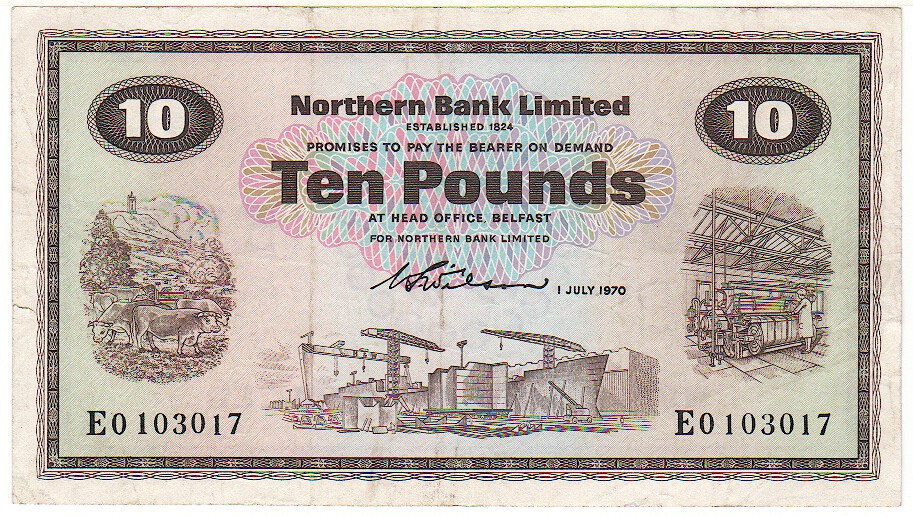 10
Northern Bank Limited
10
ESTABLISHED 1824
PROMISES TO PAY THE BEARER ON DEMAND
Ten Pounds
AT HEAD OFFICE, BELFAST
FOR NORTHERN BANK LIMITED
1 JULY 1970
E0 103017
E0 103017